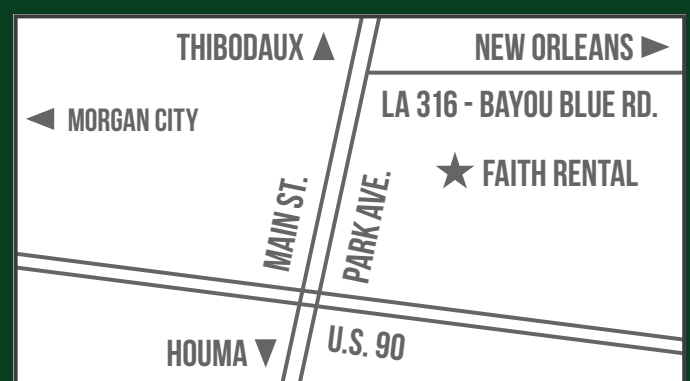 THIBODAUX
NEW ORLEANS
LA 316 - BAYOU BLUE RD.
MORGAN CITY
FAITH RENTAL
MAIN ST.
PARK AVE.
HOUMA
U.S. 90